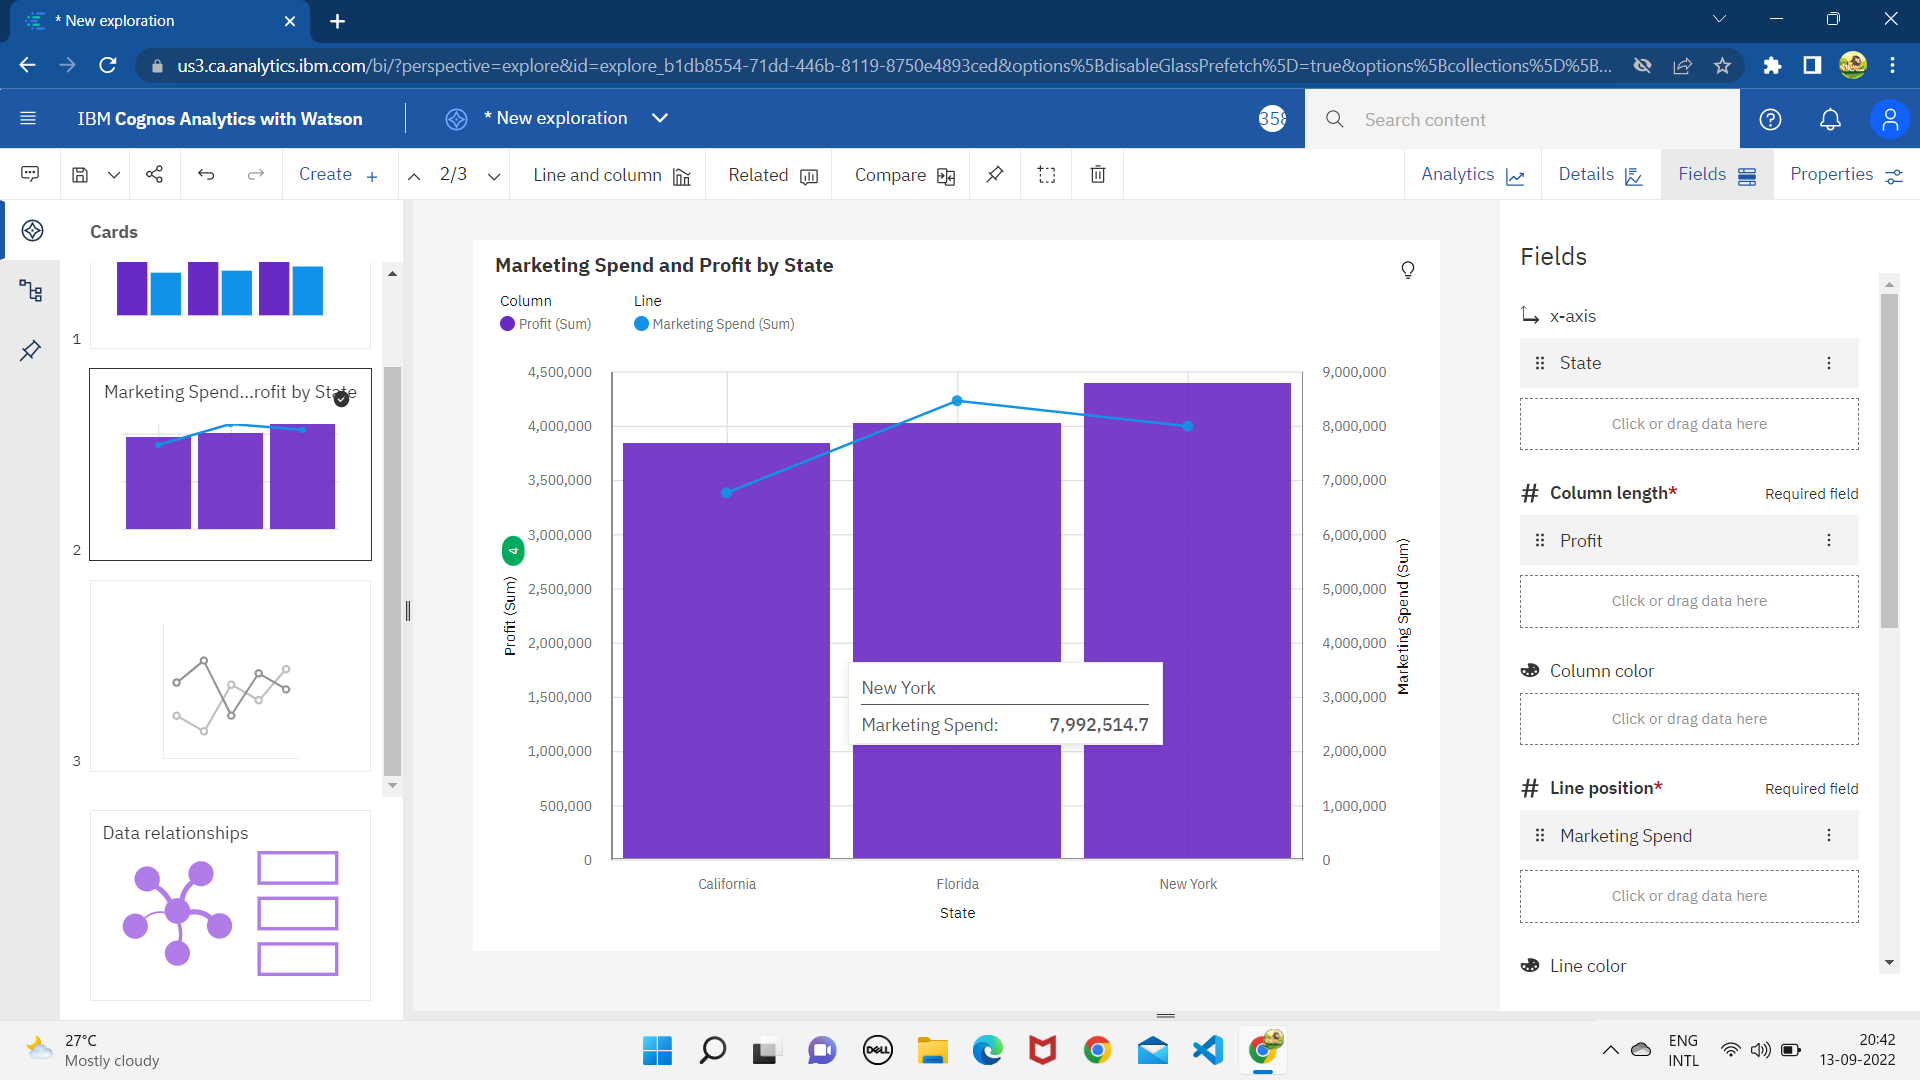 * New exploration
us3.ca.analytics.ibm.com/bi/?perspective=explore&id=explore_b1db8554-71dd-446b-8119-8750e4893ced&options%5BdisableGlassPrefetch%5D=true&options%5Bcollections%5D%5B...
IBM Cognos Analytics with Watson
* New exploration
358
Search content
Create
2/3
Line and column
Related
Compare
Analytics
Details
Fields
Properties
Cards
1
Marketing Spend...rofit by State
2
3
Data relationships
Marketing Spend and Profit by State
Column
Line
Profit (Sum)
Marketing Spend (Sum)
4,500,000
4,000,000
3,500,000
3,000,000
2,500,000
2,000,000
1,500,000
1,000,000
500,000
0
4
Profit (Sum)
9,000,000
8,000,000
7,000,000
6,000,000
5,000,000
4,000,000
3,000,000
2,000,000
1,000,000
0
Marketing Spend (Sum)
New York
Marketing Spend: 7,992,514.7
California
Florida
New York
State
Fields
x-axis
State
Click or drag data here
Column length*
Required field
Profit
Click or drag data here
Column color
Click or drag data here
Line position*
Required field
Marketing Spend
Click or drag data here
Line color
27°C
Mostly cloudy
DELL
ENG
INTL
20:42
13-09-2022